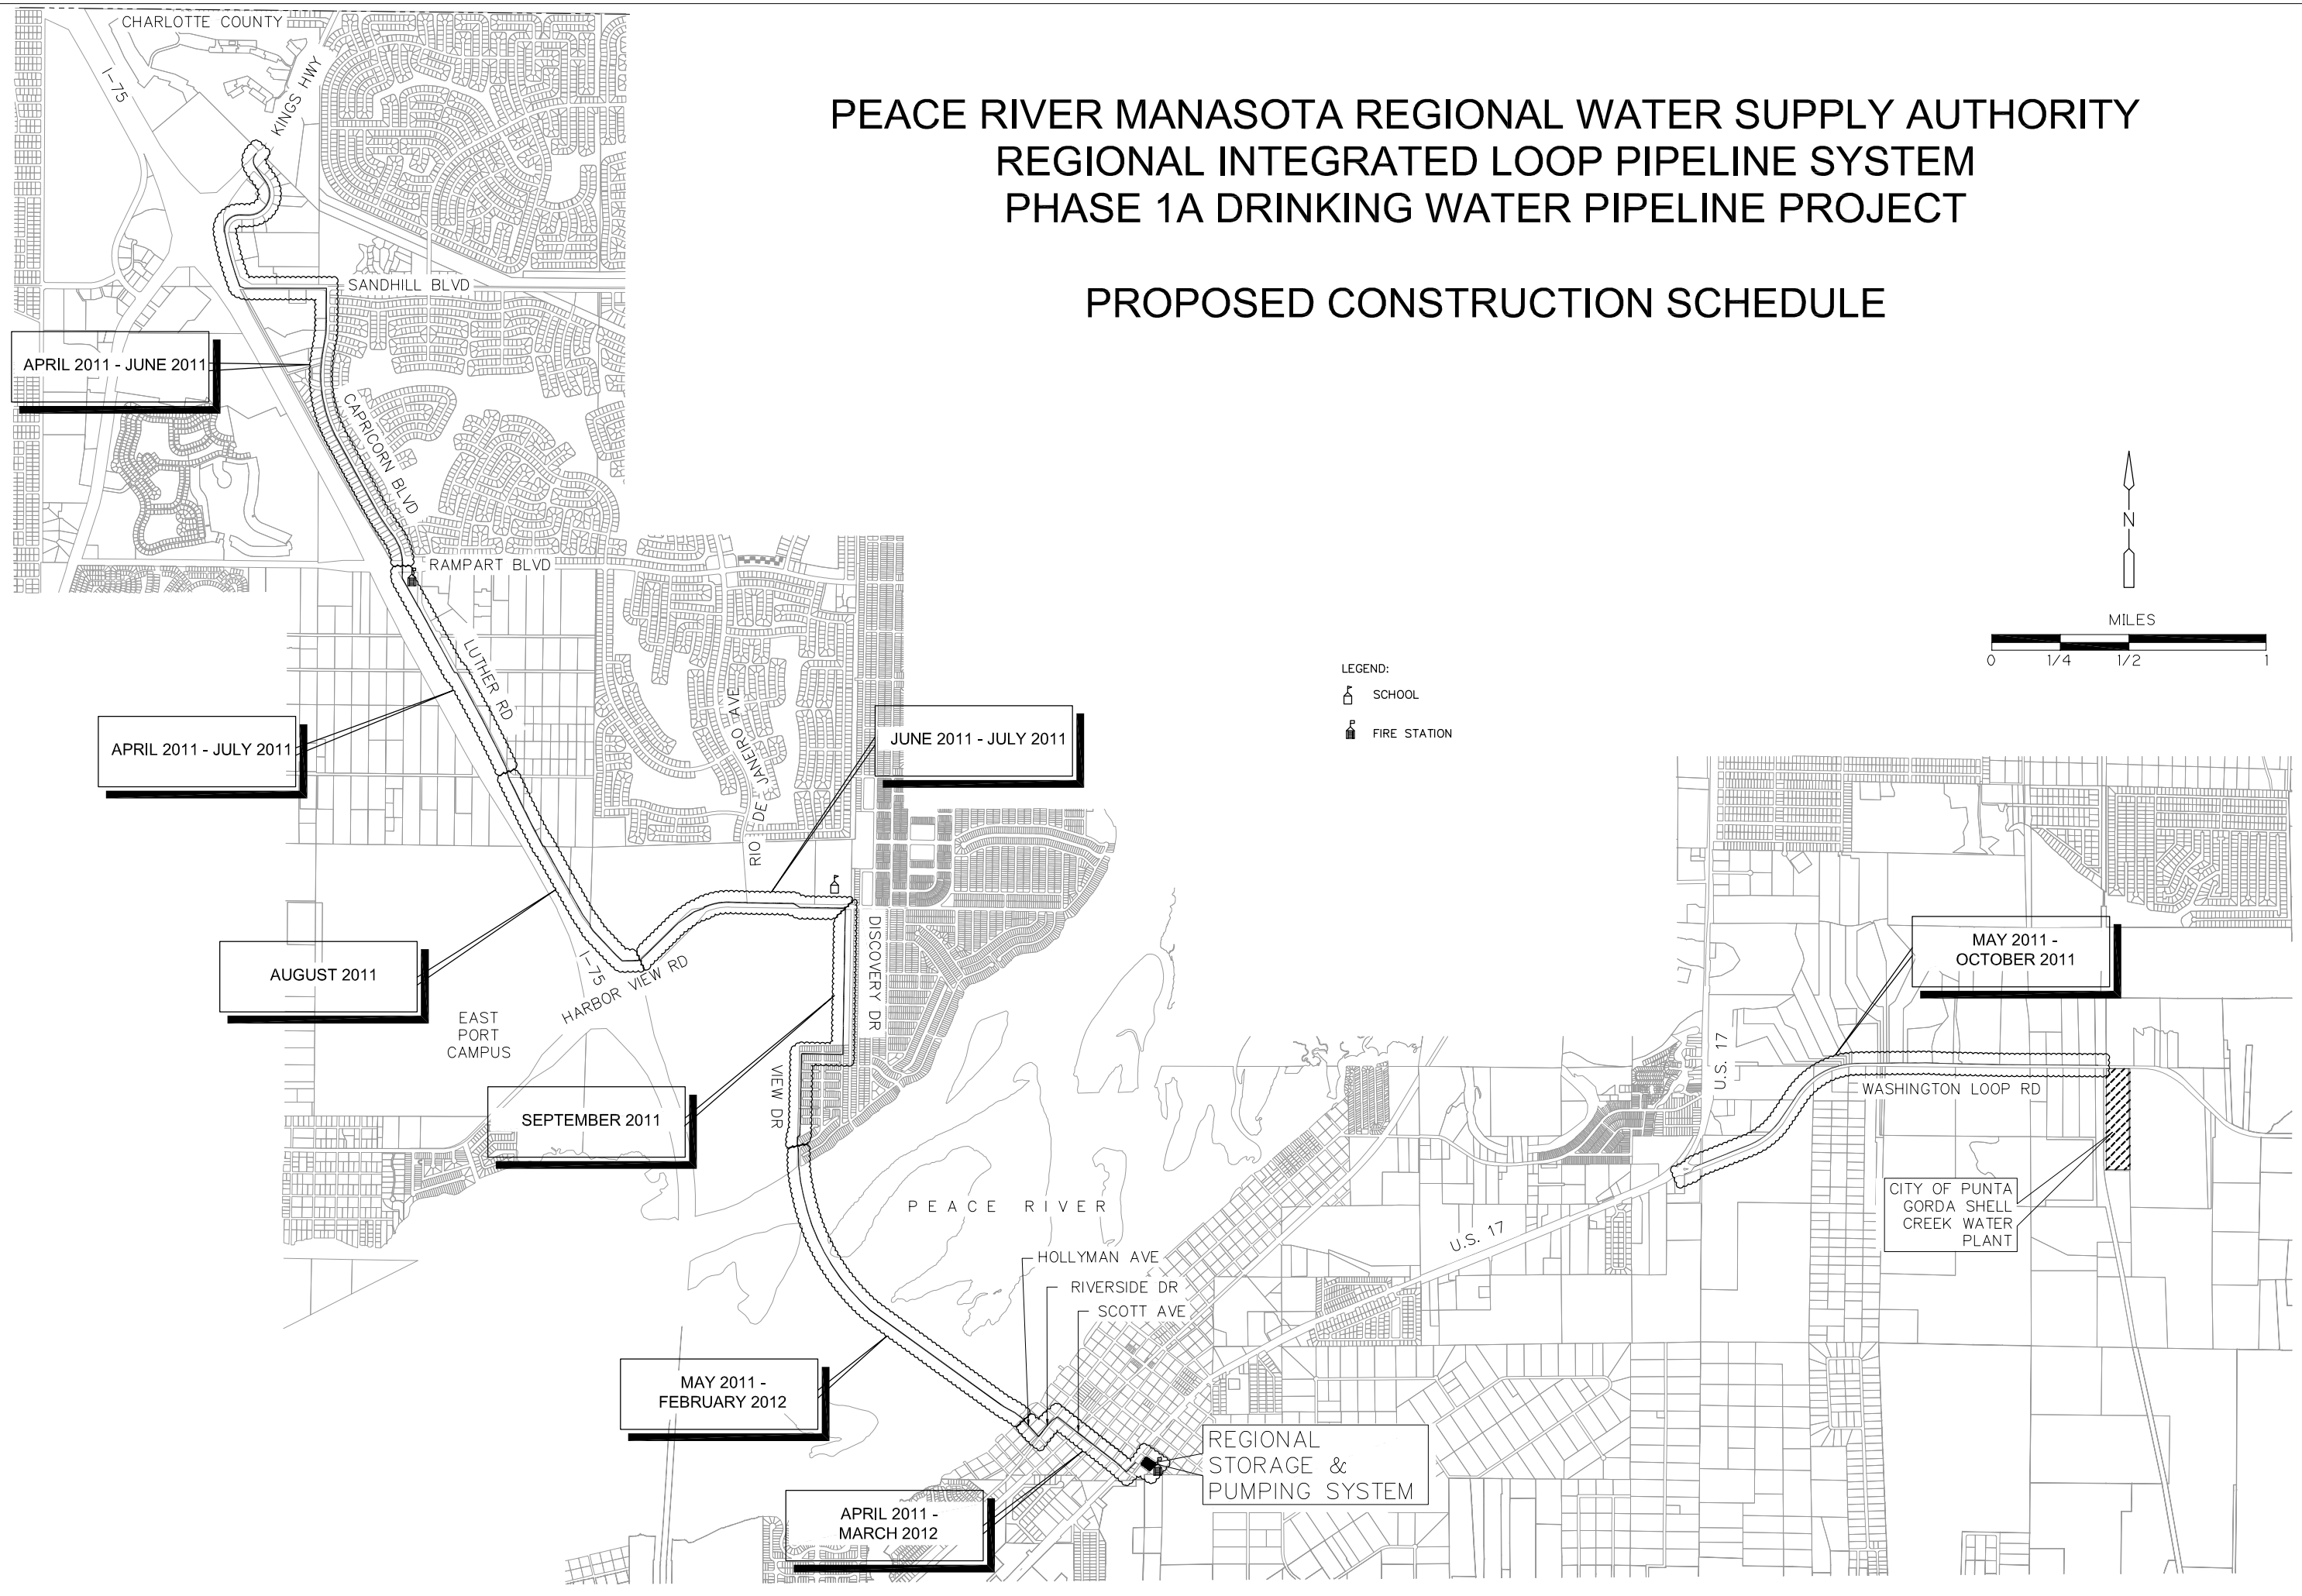 PEACE RIVER MANASOTA REGIONAL WATER SUPPLY AUTHORITY
REGIONAL INTEGRATED LOOP PIPELINE SYSTEM
PHASE 1A DRINKING WATER PIPELINE PROJECT
PROPOSED CONSTRUCTION SCHEDULE
CHARLOTTE COUNTY
I-75
KINGS HWY
SANDHILL BLVD
APRIL 2011 - JUNE 2011
CAPRICORN BLVD
RAMPART BLVD
N
MILES
0 1/4 1/2 1
LEGEND:
SCHOOL
FIRE STATION
LUTHER RD
APRIL 2011 - JULY 2011
RIO DE JANEIRO AVE
JUNE 2011 - JULY 2011
DISCOVERY DR
AUGUST 2011
I-75
HARBOR VIEW RD
EAST
PORT
CAMPUS
MAY 2011 -
OCTOBER 2011
U.S. 17
WASHINGTON LOOP RD
VIEW DR
SEPTEMBER 2011
PEACE RIVER
CITY OF PUNTA
GORDA SHELL
CREEK WATER
PLANT
U.S. 17
HOLLYMAN AVE
RIVERSIDE DR
SCOTT AVE
MAY 2011 -
FEBRUARY 2012
REGIONAL
STORAGE &
PUMPING SYSTEM
APRIL 2011 -
MARCH 2012